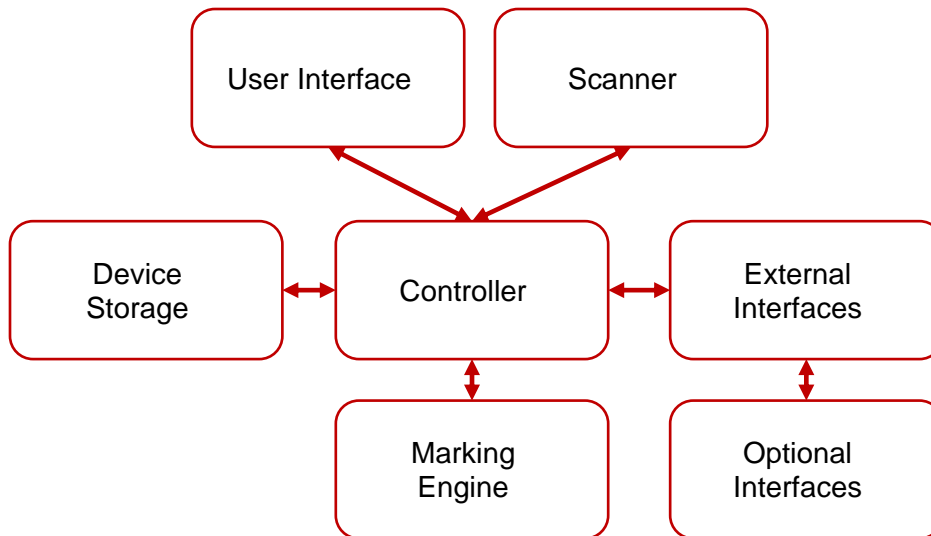 User Interface
Scanner
Device
Storage
Controller
External
Interfaces
Marking
Engine
Optional
Interfaces